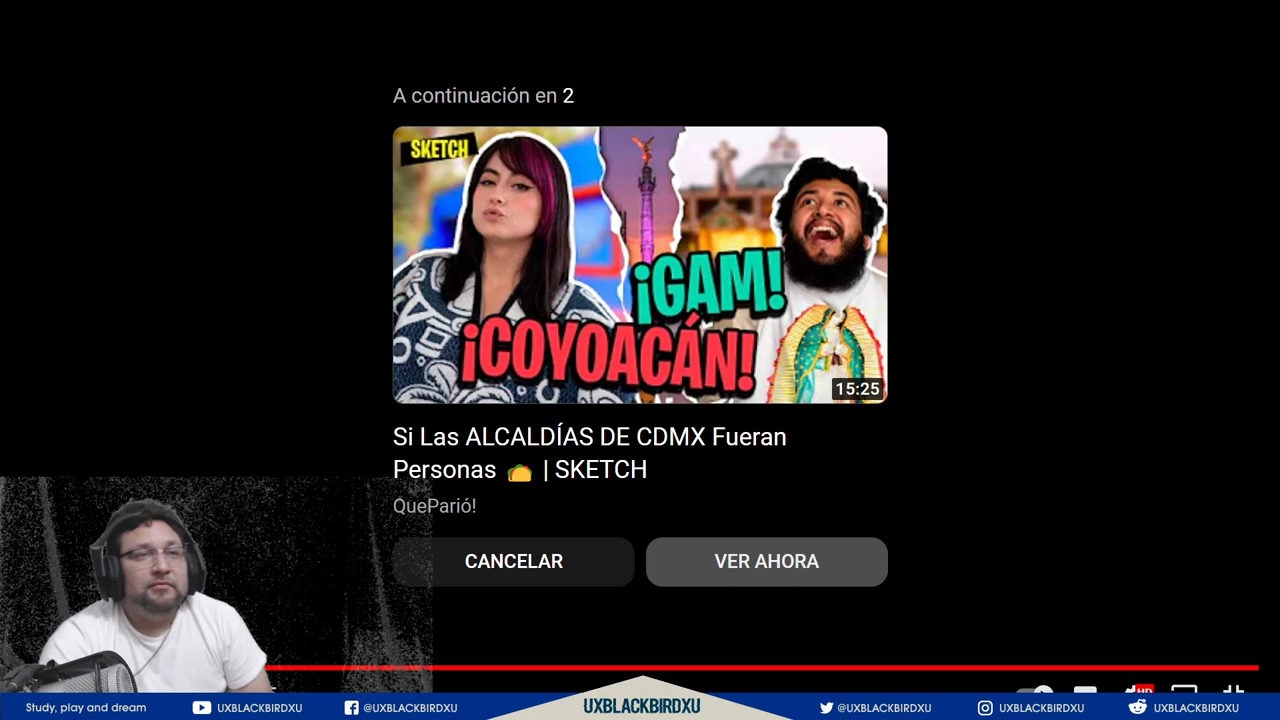 A continuación en 2
SKETCH
¡GAM!
¡COYOACÁN!
15:25
Si Las ALCALDÍAS DE CDMX Fueran
Personas 🌮 | SKETCH
QueParió!
CANCELAR
VER AHORA
HD
Study, play and dream
UXBLACKBIRDXU
@UXBLACKBIRDXU
UXBLACKBIRDXU
@UXBLACKBIRDXU
UXBLACKBIRDXU
UXBLACKBIRDXU